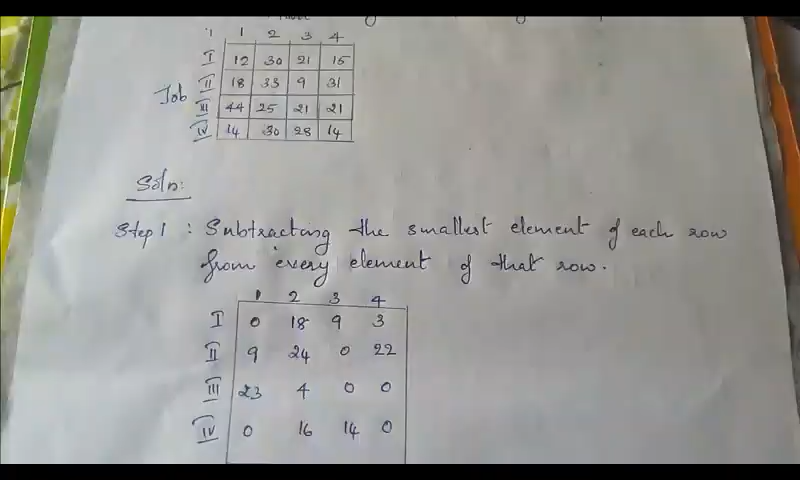 1 2 3 4
I 12 30 21 15
II 18 33 9 31
Job
III 44 25 21 21
IV 14 30 28 14
Soln:
Step 1 : Subtracting the smallest element of each row
from every element of that row.
1 2 3 4
I 0 18 9 3
II 9 24 0 22
III 23 4 0 0
IV 0 16 14 0